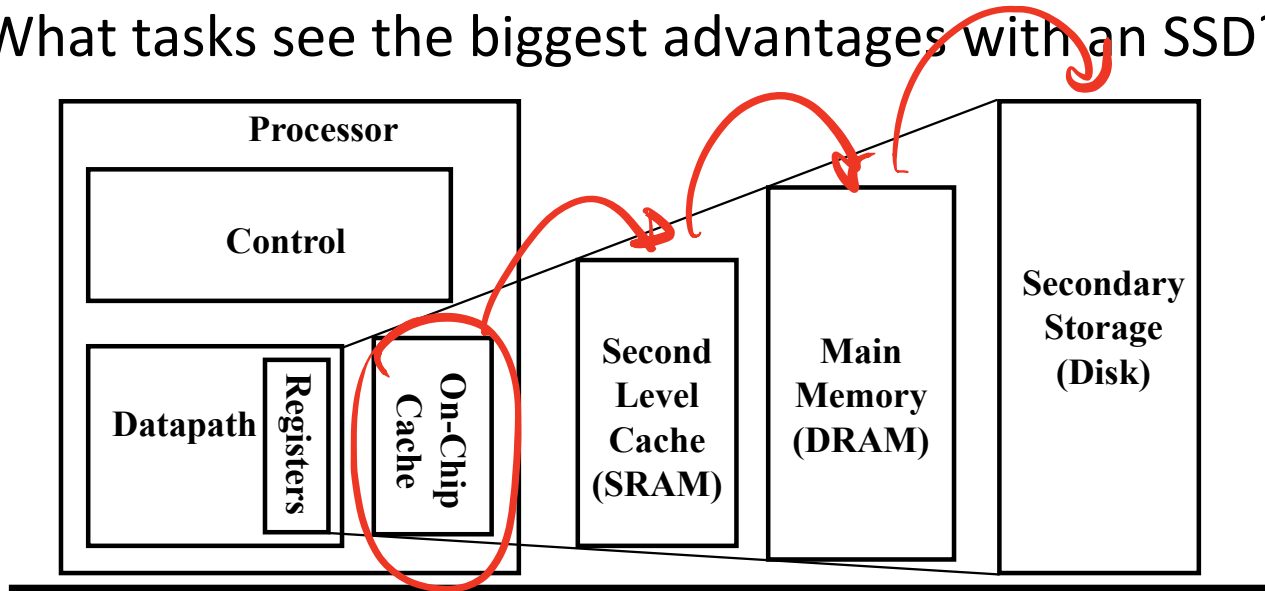 What tasks see the biggest advantages with an SSD?
Processor
Control
Datapath
Registers
On-Chip
Cache
Second
Level
Cache
(SRAM)
Main
Memory
(DRAM)
Secondary
Storage
(Disk)